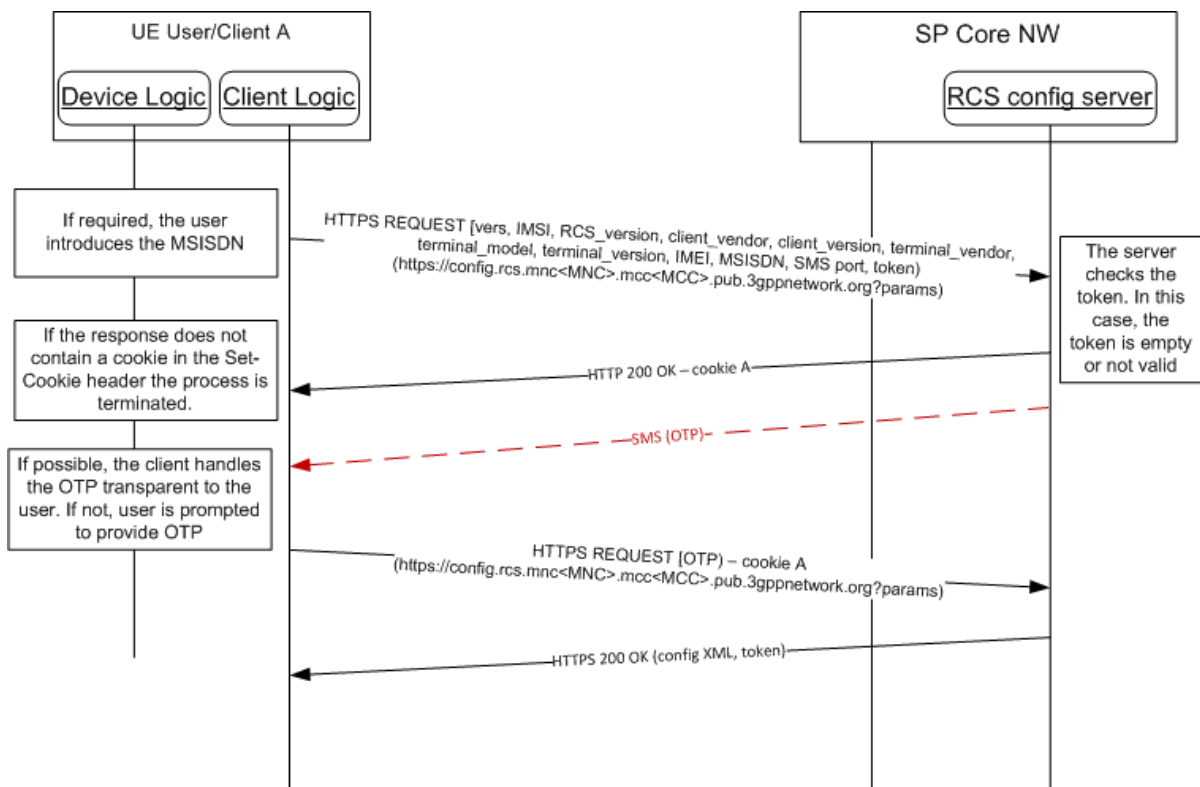 UE User/Client A
SP Core NW
Device Logic
Client Logic
RCS config server
If required, the user
introduces the MSISDN
HTTPS REQUEST [vers, IMSI, RCS_version, client_vendor, client_version, terminal_vendor,
terminal_model, terminal_version, IMEI, MSISDN, SMS port, token)
(https://config.rcs.mnc<MNC>.mcc<MCC>.pub.3gppnetwork.org?params)
The server
checks the
token. In this
case, the
token is empty
or not valid
If the response does not
contain a cookie in the Set-
Cookie header the process is
terminated.
HTTP 200 OK – cookie A
SMS (OTP)
If possible, the client handles
the OTP transparent to the
user. If not, user is prompted
to provide OTP
HTTPS REQUEST [OTP) – cookie A
(https://config.rcs.mnc<MNC>.mcc<MCC>.pub.3gppnetwork.org?params)
HTTPS 200 OK (config XML, token)